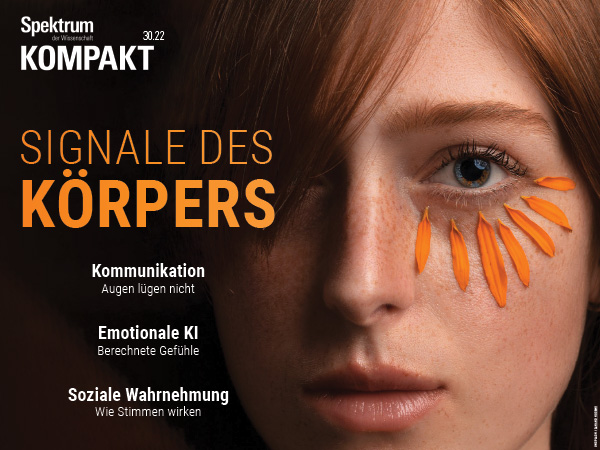 Spektrum
der Wissenschaft
KOMPAKT
30.22
SIGNALE DES
KÖRPERS
Kommunikation
Augen lügen nicht
Emotionale KI
Berechnete Gefühle
Soziale Wahrnehmung
Wie Stimmen wirken